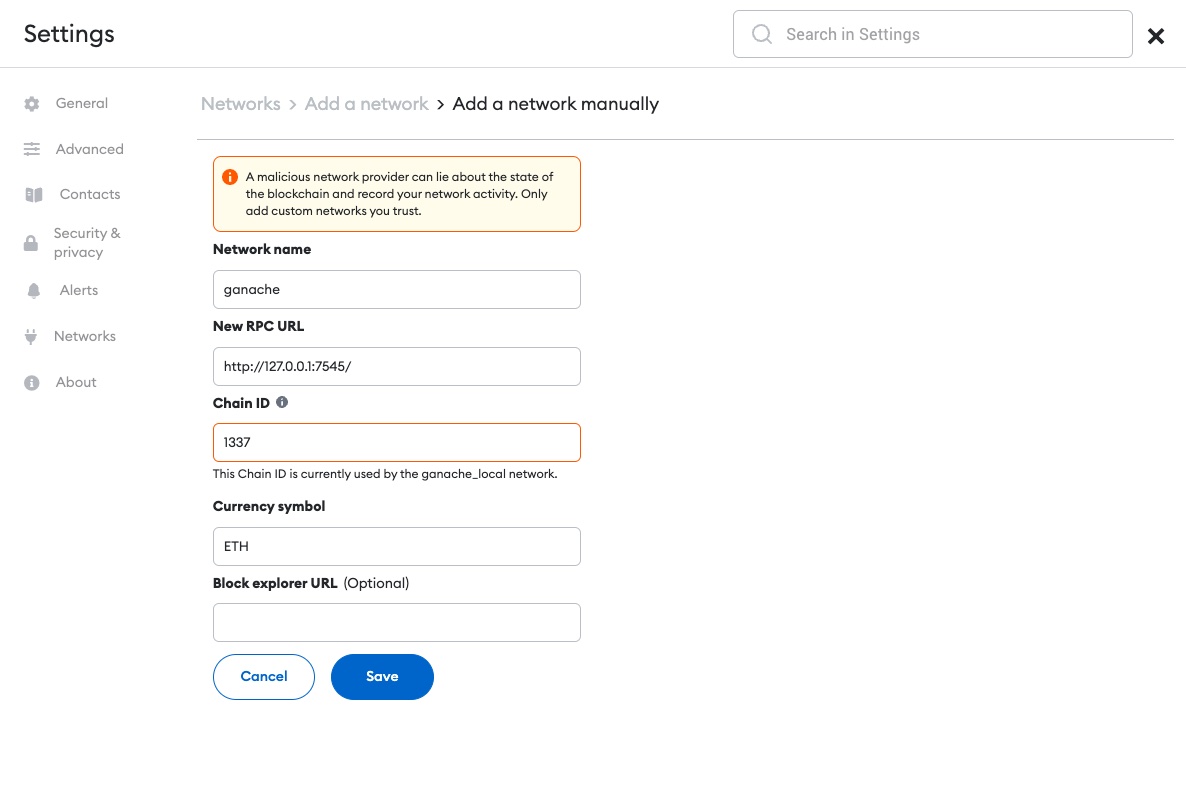 Settings
Search in Settings
General
Advanced
Contacts
Security &
privacy
Alerts
Networks
About
Networks > Add a network > Add a network manually
A malicious network provider can lie about the state of
the blockchain and record your network activity. Only
add custom networks you trust.
Network name
ganache
New RPC URL
http://127.0.0.1:7545/
Chain ID
1337
This Chain ID is currently used by the ganache_local network.
Currency symbol
ETH
Block explorer URL (Optional)
Cancel
Save